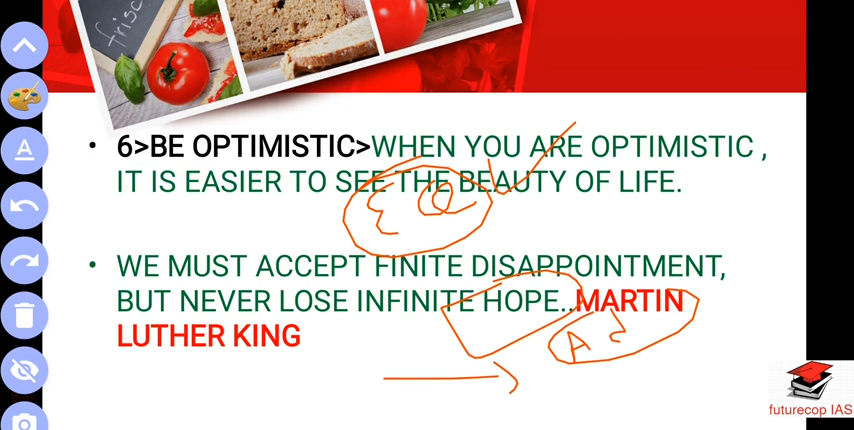 frisc
• 6>BE OPTIMISTIC>WHEN YOU ARE OPTIMISTIC ,
IT IS EASIER TO SEE THE BEAUTY OF LIFE.
• WE MUST ACCEPT FINITE DISAPPOINTMENT,
BUT NEVER LOSE INFINITE HOPE..MARTIN
LUTHER KING
A
futurecop IAS